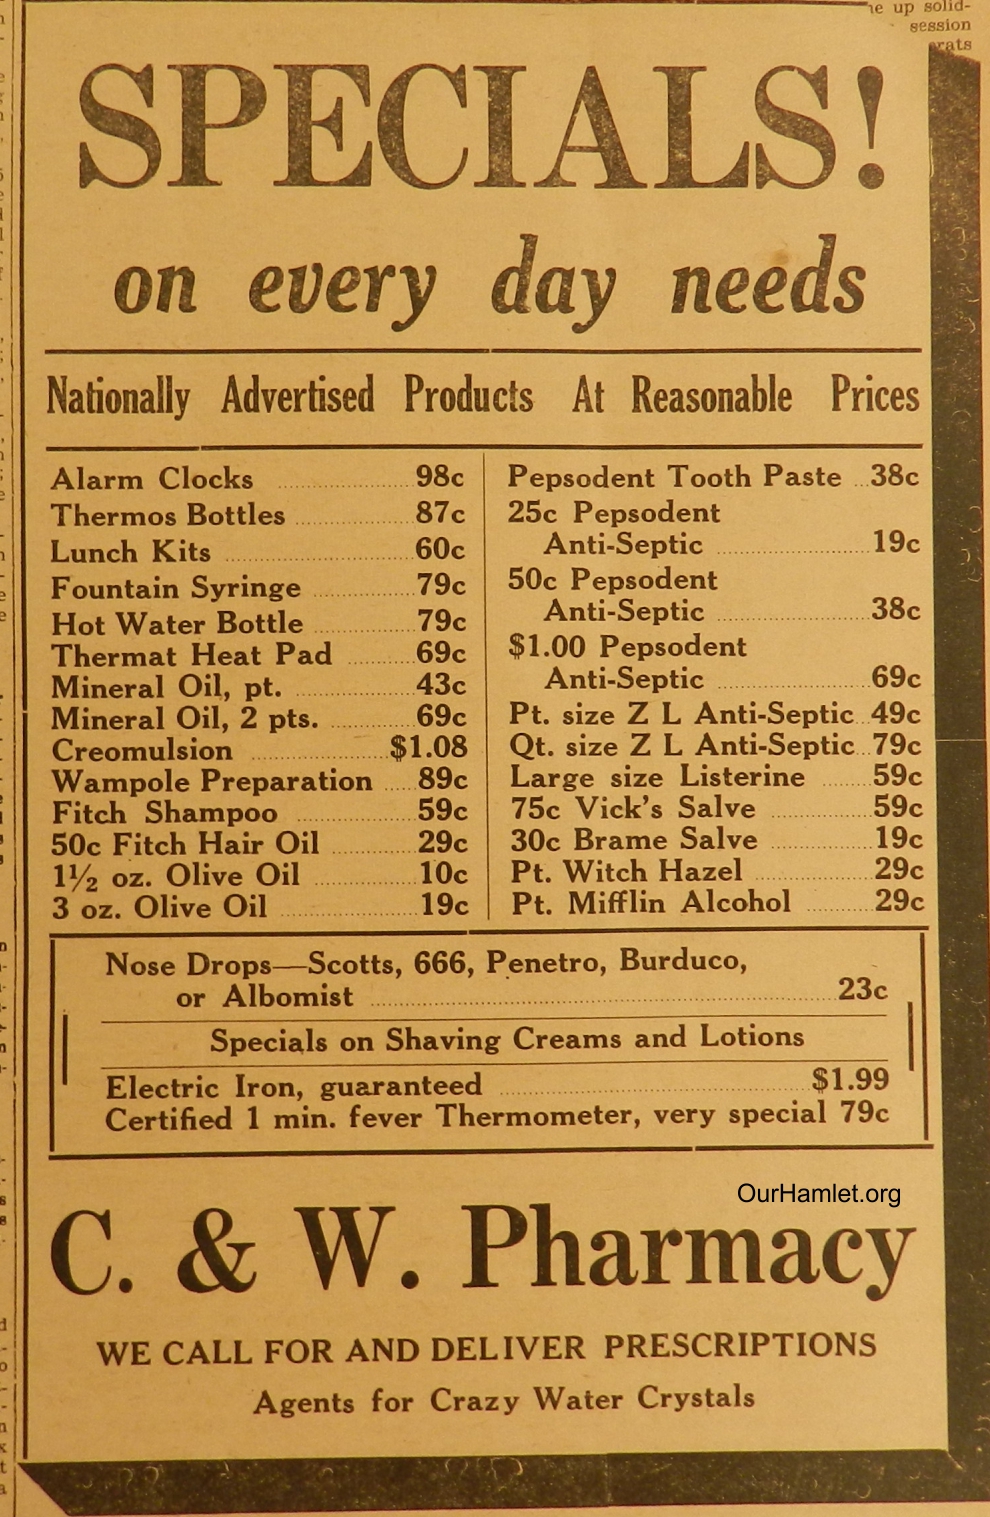 ne up solid-
session
SPECIALS!
on every day needs
Nationally Advertised Products At Reasonable Prices
Alarm Clocks 98c
Thermos Bottles 87c
Lunch Kits 60c
Fountain Syringe 79c
Hot Water Bottle 79c
Thermat Heat Pad 69c
Mineral Oil, pt. 43c
Mineral Oil, 2 pts. 69c
Creomulsion $1.08
Wampole Preparation 89c
Fitch Shampoo 59c
50c Fitch Hair Oil 29c
1½ oz. Olive Oil 10c
3 oz. Olive Oil 19c
Pepsodent Tooth Paste 38c
25c Pepsodent
Anti-Septic 19c
50c Pepsodent
Anti-Septic 38c
$1.00 Pepsodent
Anti-Septic 69c
Pt. size Z L Anti-Septic 49c
Qt. size Z L Anti-Septic 79c
Large size Listerine 59c
75c Vick's Salve 59c
30c Brame Salve 19c
Pt. Witch Hazel 29c
Pt. Mifflin Alcohol 29c
Nose Drops—Scotts, 666, Penetro, Burduco,
or Albomist 23c
Specials on Shaving Creams and Lotions
Electric Iron, guaranteed $1.99
Certified 1 min. fever Thermometer, very special 79c
OurHamlet.org
C. & W. Pharmacy
WE CALL FOR AND DELIVER PRESCRIPTIONS
Agents for Crazy Water Crystals